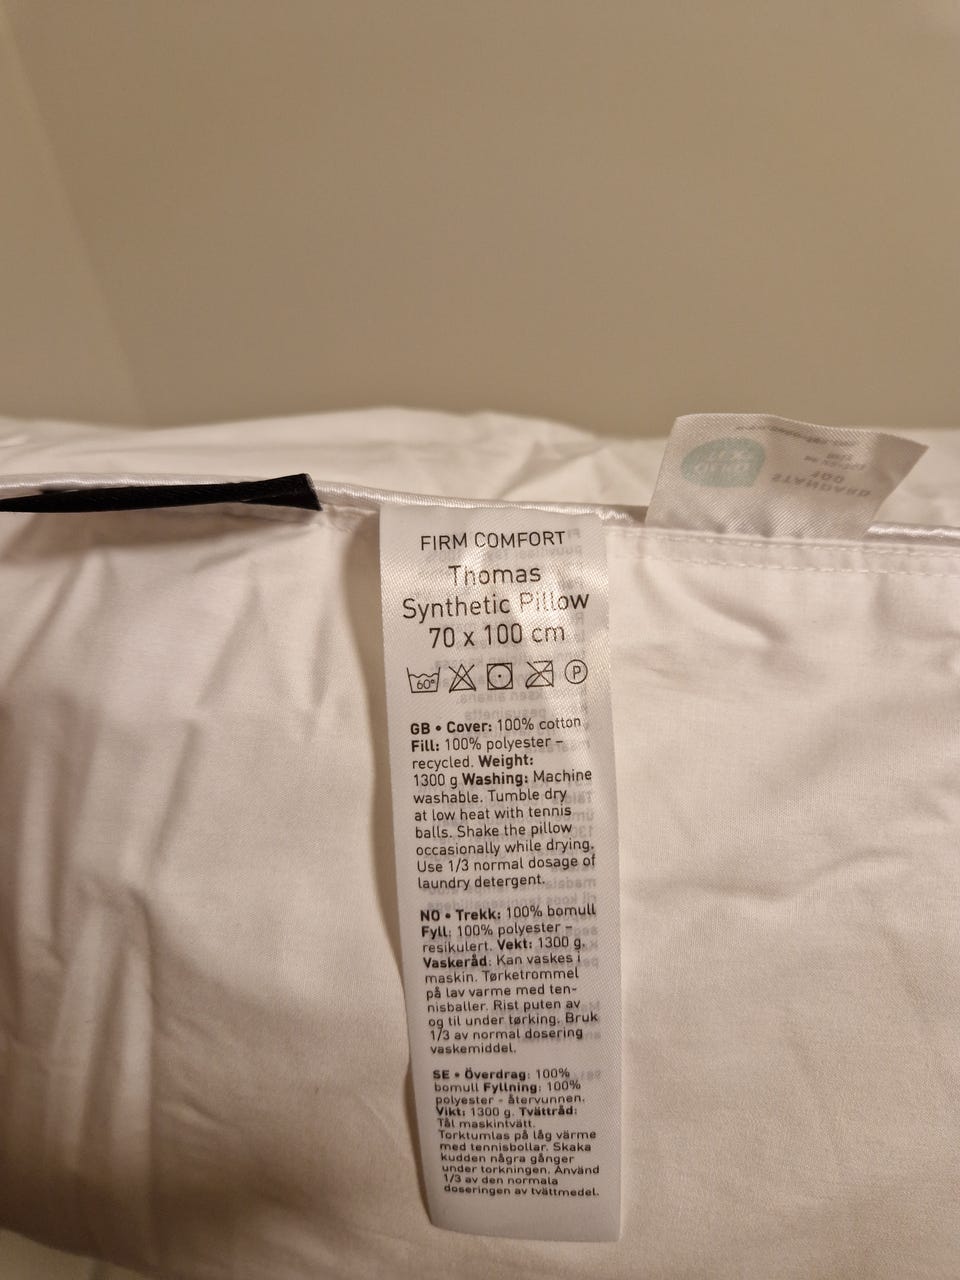 FIRM COMFORT
Thomas
Synthetic Pillow
70 x 100 cm
60°
P
GB • Cover: 100% cotton
Fill: 100% polyester –
recycled. Weight:
1300 g Washing: Machine
washable. Tumble dry
at low heat with tennis
balls. Shake the pillow
occasionally while drying.
Use 1/3 normal dosage of
laundry detergent.
NO • Trekk: 100% bomull
Fyll: 100% polyester –
resikulert. Vekt: 1300 g.
Vaskeråd: Kan vaskes i
maskin. Tørketrommel
på lav varme med ten-
nisballer. Rist puten av
og til under tørking. Bruk
1/3 av normal dosering
vaskemiddel.
SE • Överdrag: 100%
bomull Fyllning: 100%
polyester - återvunnen.
Vikt: 1300 g. Tvättråd:
Tål maskintvätt.
Torktumlas på låg värme
med tennisbollar. Skaka
kudden några gånger
under torkningen. Använd
1/3 av den normala
doseringen av tvättmedel.
STANDARD
100